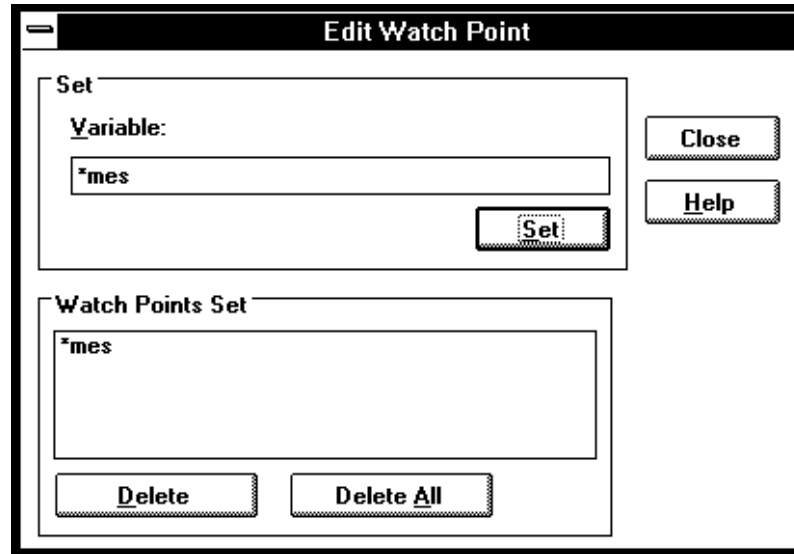 Edit Watch Point
Set
Variable:
*mes
Set
Close
Help
Watch Points Set
*mes
Delete
Delete All